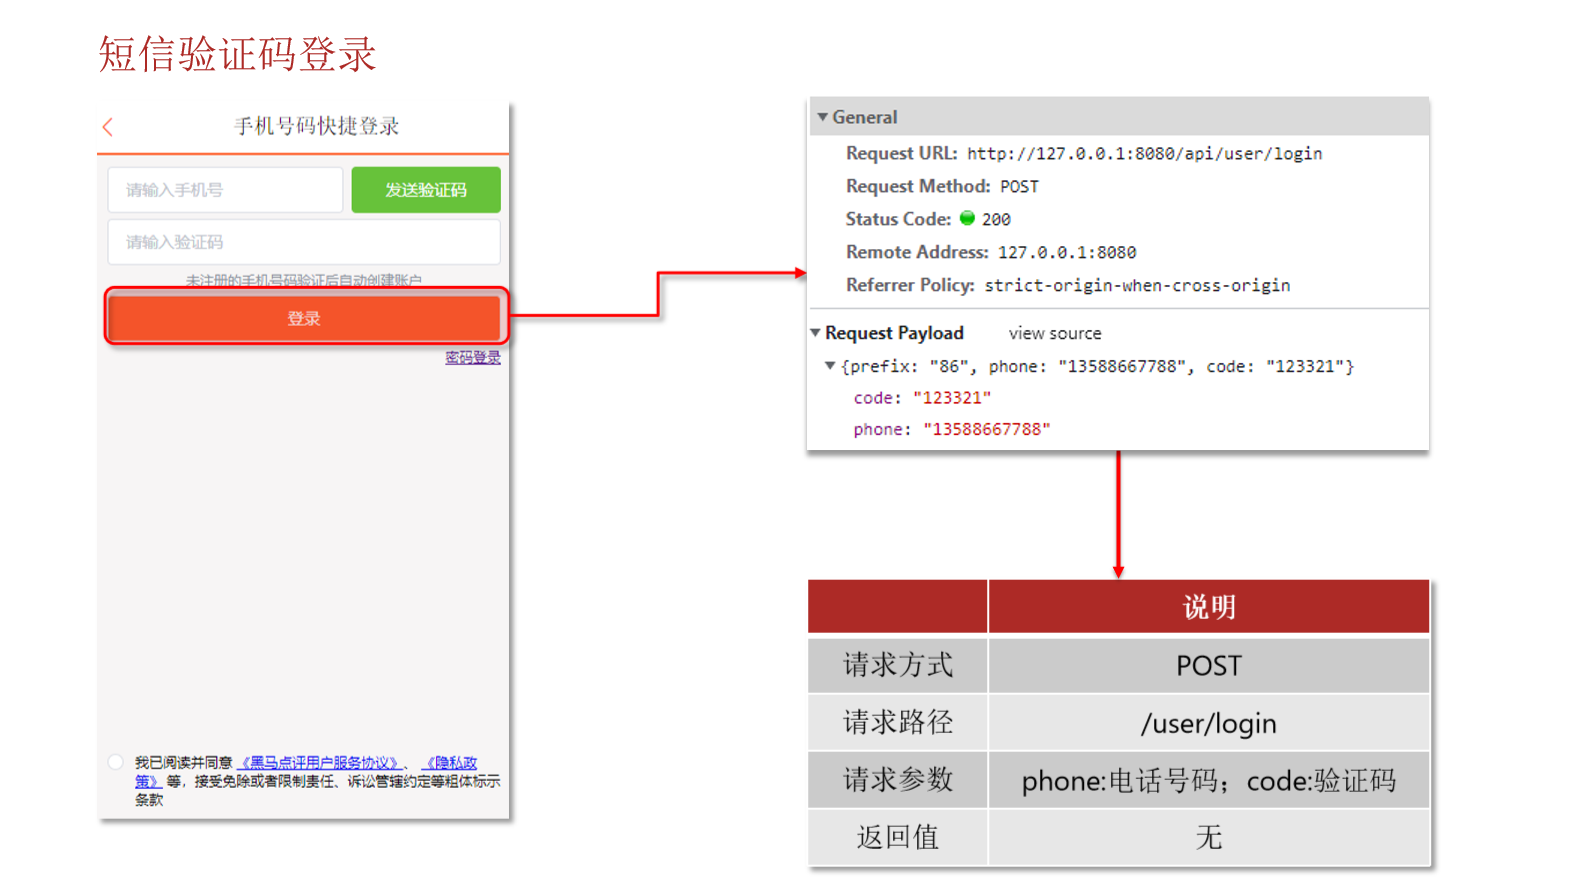 短信验证码登录
手机号码快捷登录
请输入手机号
发送验证码
请输入验证码
未注册的手机号码验证后自动创建账户
登录
密码登录
我已阅读并同意 《黑马点评用户服务协议》、 《隐私政
策》 等，接受免除或者限制责任、诉讼管辖约定等粗体标示
条款
General
Request URL: http://127.0.0.1:8080/api/user/login
Request Method: POST
Status Code: 200
Remote Address: 127.0.0.1:8080
Referrer Policy: strict-origin-when-cross-origin
Request Payload view source
{prefix: "86", phone: "13588667788", code: "123321"}
code: "123321"
phone: "13588667788"
说明
请求方式 POST
请求路径 /user/login
请求参数 phone:电话号码；code:验证码
返回值 无